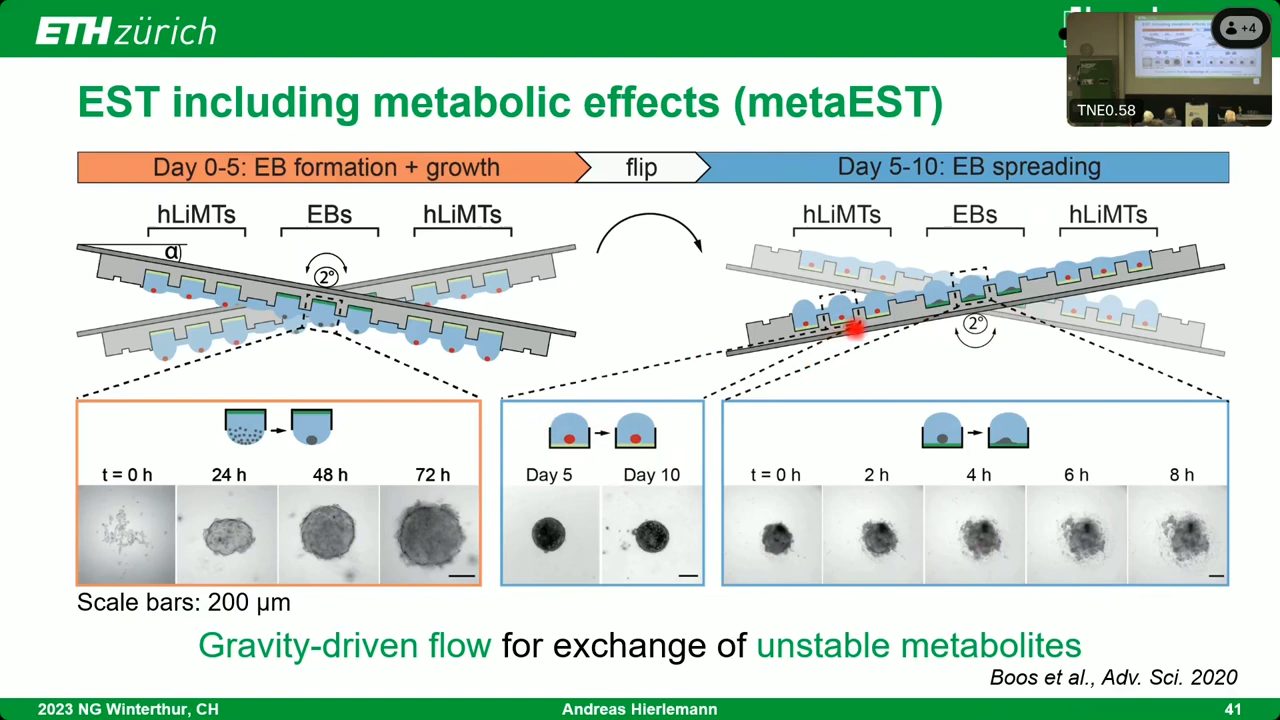 ETH zürich
+4
TNE0.58
EST including metabolic effects (metaEST)
Day 0-5: EB formation + growth
flip
Day 5-10: EB spreading
hLiMTs
EBs
hLiMTs
hLiMTs
EBs
hLiMTs
α
2°
2°
t = 0 h
24 h
48 h
72 h
Day 5
Day 10
t = 0 h
2 h
4 h
6 h
8 h
Scale bars: 200 µm
Gravity-driven flow for exchange of unstable metabolites
Boos et al., Adv. Sci. 2020
2023 NG Winterthur, CH
Andreas Hierlemann
41